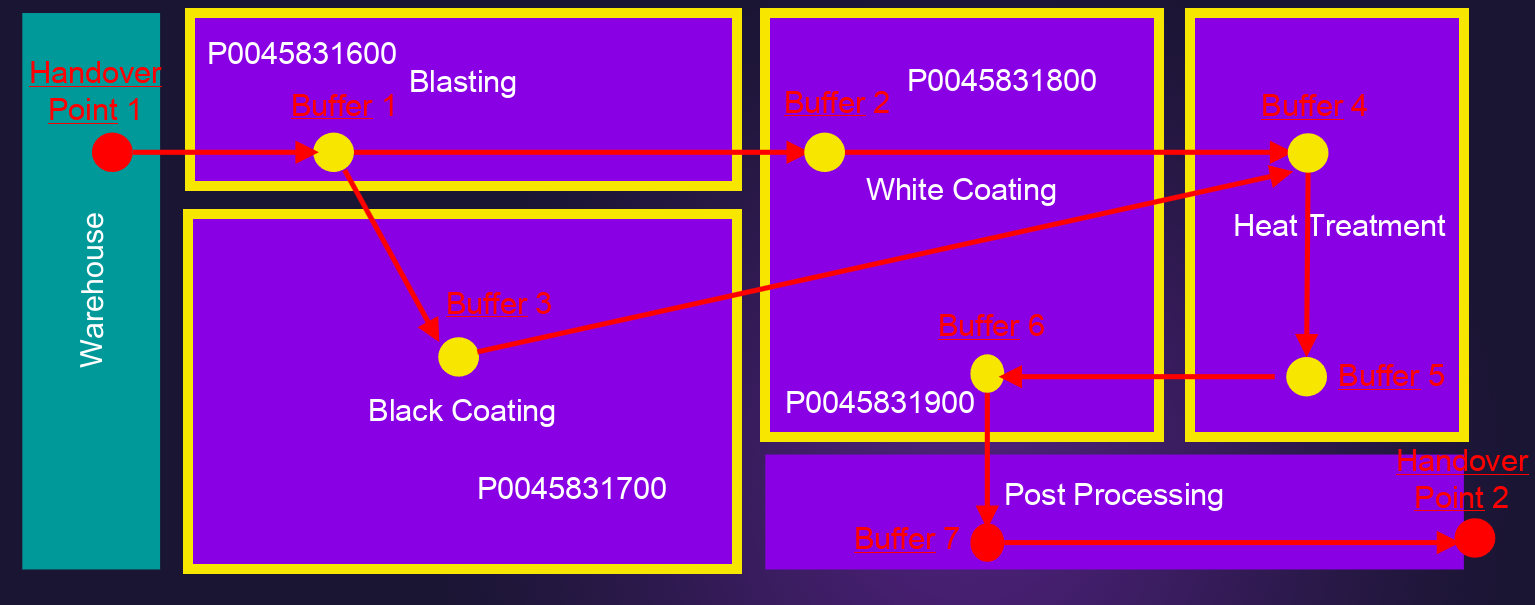 Handover
Point 1
Warehouse
P0045831600
Blasting
Buffer 1
Buffer 3
Black Coating
P0045831700
P0045831800
Buffer 2
White Coating
Buffer 6
P0045831900
Buffer 4
Heat Treatment
Buffer 5
Post Processing
Buffer 7
Handover
Point 2